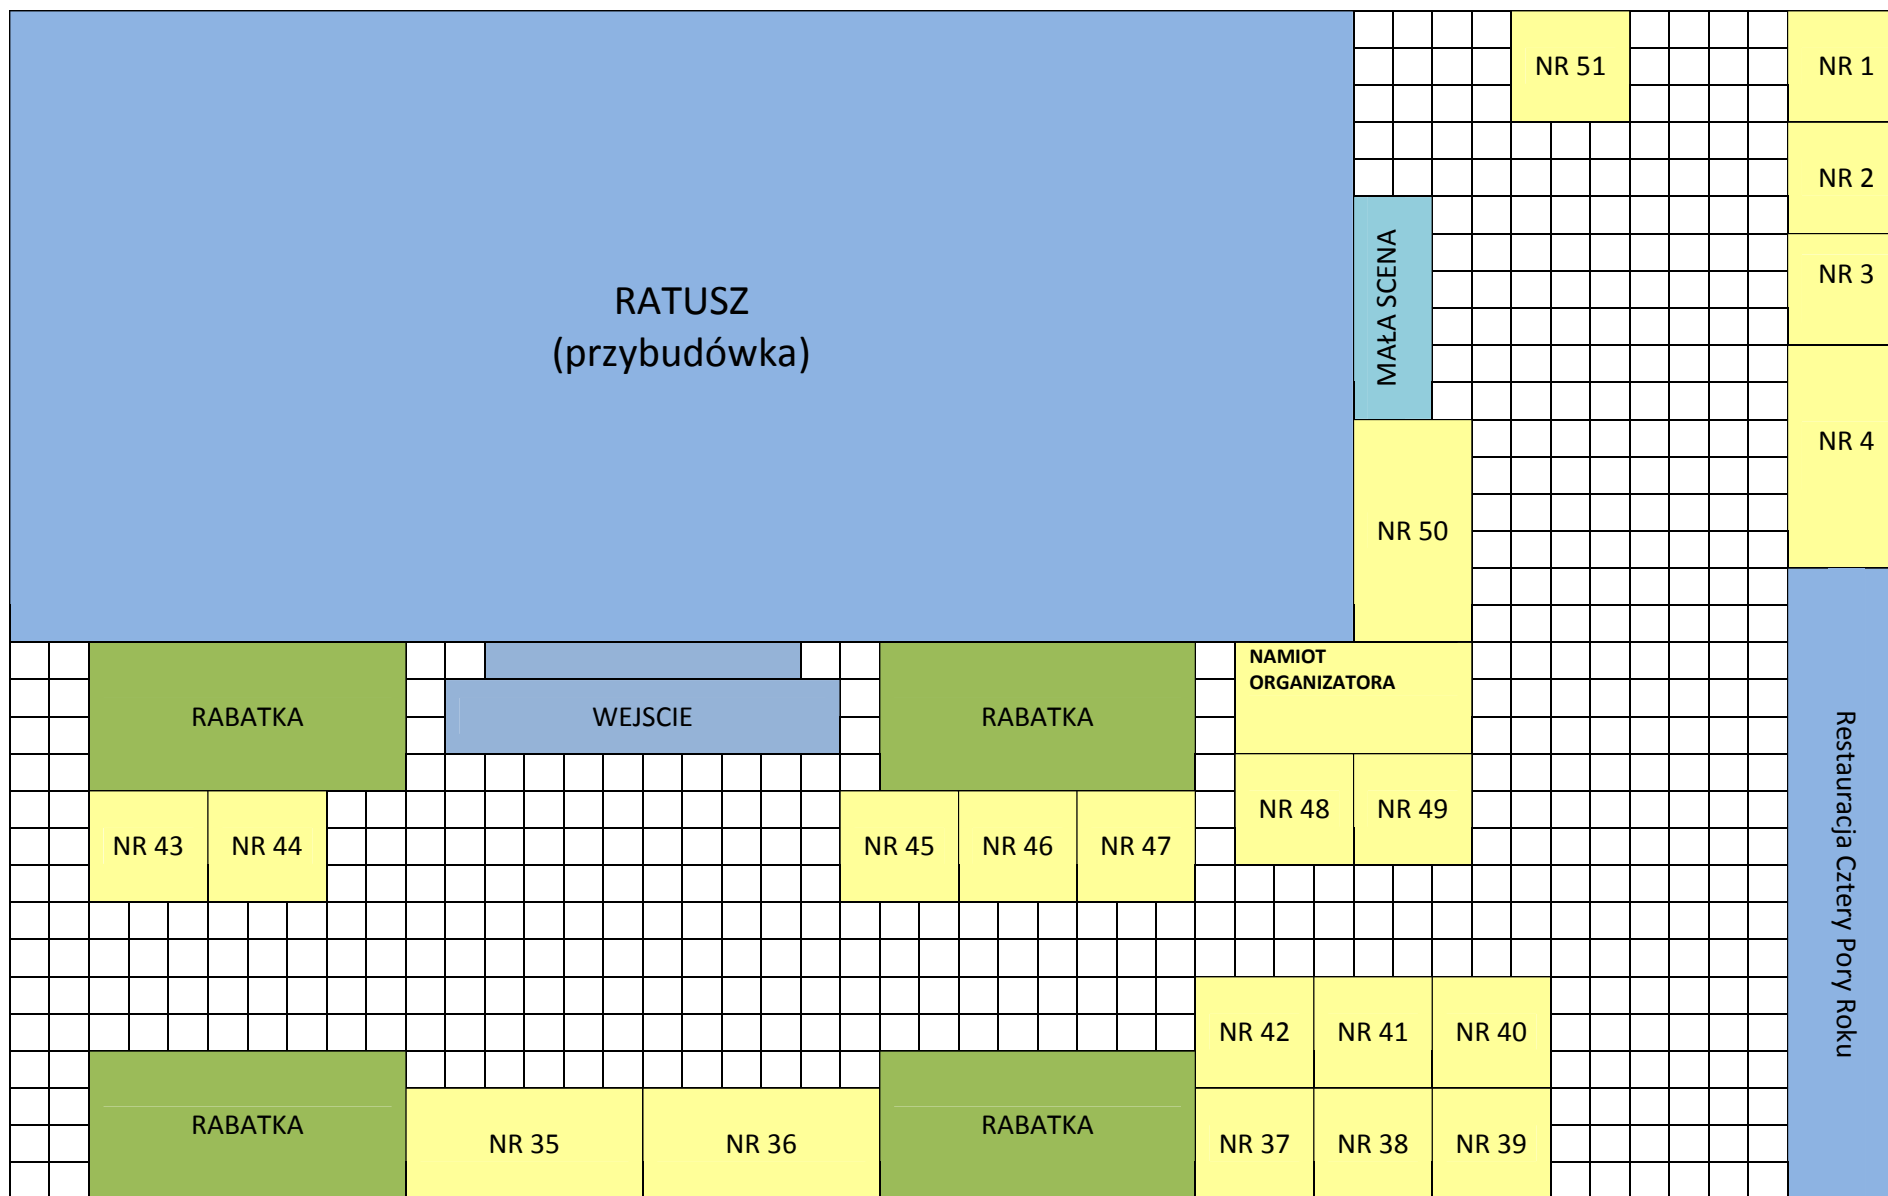 NR 51
NR 1
NR 2
NR 3
MAŁA SCENA
RATUSZ
(przybudówka)
NR 4
NR 50
NAMIOT
ORGANIZATORA
RABATKA
WEJSCIE
RABATKA
Restauracja Cztery Pory Roku
NR 48
NR 49
NR 43
NR 44
NR 45
NR 46
NR 47
NR 42
NR 41
NR 40
RABATKA
NR 35
NR 36
RABATKA
NR 37
NR 38
NR 39